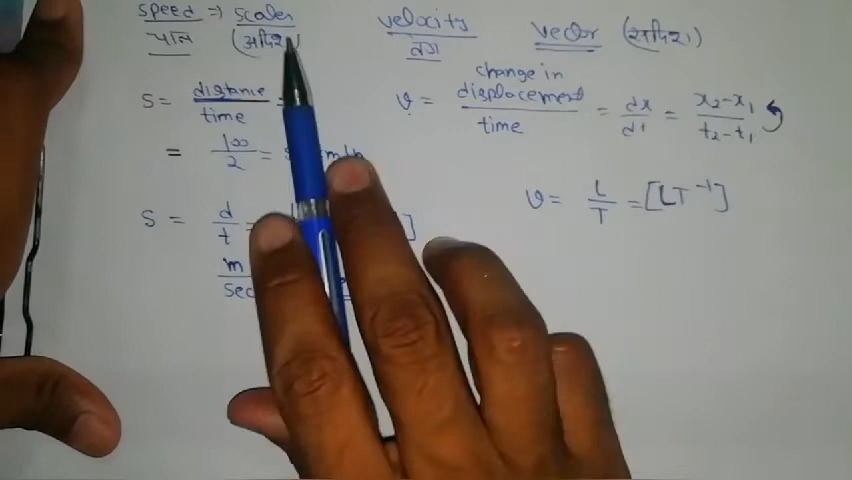 speed => scaler velocity vector (सदिश)
चाल (अदिश) वेग
S = distance / time = v = change in displacement / time = dx/dt = x₂-x₁ / t₂-t₁
= 100/2 =
S = d/t = ] v = L/T = [LT⁻¹]
m / sec